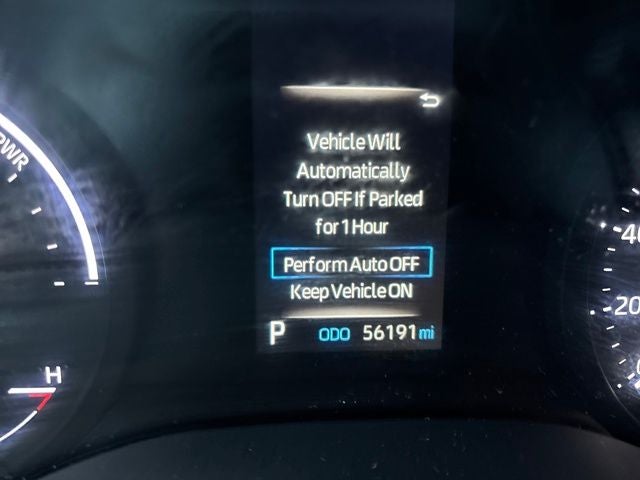 PWR
Vehicle Will
Automatically
Turn OFF If Parked
for 1 Hour
Perform Auto OFF
Keep Vehicle ON
P ODO 56191 mi
H
20